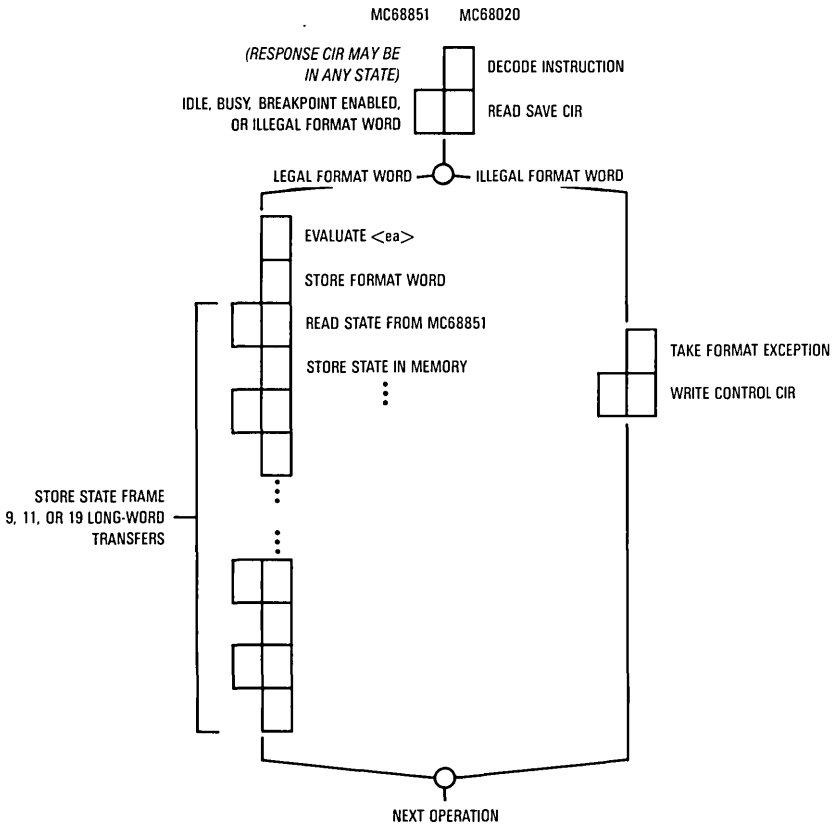 MC68851 MC68020
(RESPONSE CIR MAY BE
IN ANY STATE)
DECODE INSTRUCTION
IDLE, BUSY, BREAKPOINT ENABLED,
OR ILLEGAL FORMAT WORD
READ SAVE CIR
LEGAL FORMAT WORD
ILLEGAL FORMAT WORD
EVALUATE <ea>
STORE FORMAT WORD
READ STATE FROM MC68851
STORE STATE IN MEMORY
TAKE FORMAT EXCEPTION
WRITE CONTROL CIR
STORE STATE FRAME
9, 11, OR 19 LONG-WORD
TRANSFERS
NEXT OPERATION